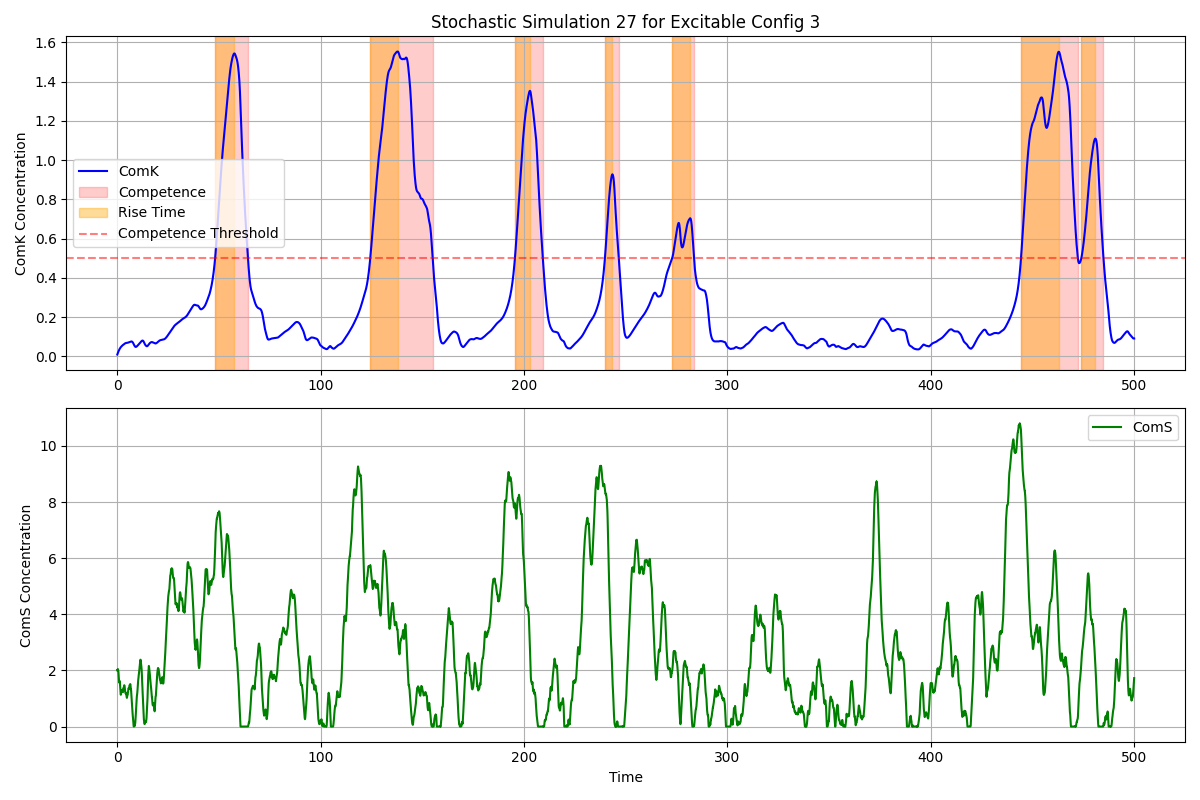 Stochastic Simulation 27 for Excitable Config 3
ComK Concentration
1.6
1.4
1.2
1.0
0.8
0.6
0.4
0.2
0.0
ComK
Competence
Rise Time
Competence Threshold
0 100 200 300 400 500
ComS Concentration
10
8
6
4
2
0
ComS
0 100 200 300 400 500
Time